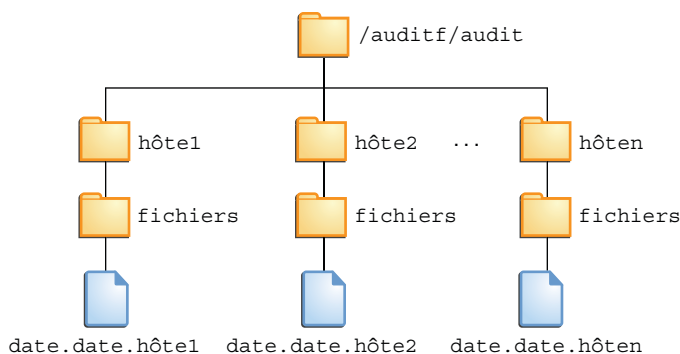 /auditf/audit
hôte1 hôte2 ... hôten
fichiers fichiers fichiers
date.date.hôte1 date.date.hôte2 date.date.hôten